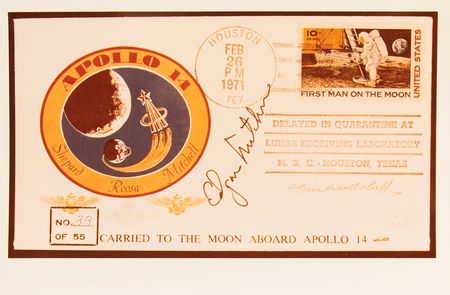 APOLLO 14
Shepard Roosa Mitchell
HOUSTON
FEB
26
PM
1971
TEX.
10¢
UNITED STATES
FIRST MAN ON THE MOON
DELAYED IN QUARANTINE AT
LUNAR RECEIVING LABORATORY
M. S. C. - HOUSTON, TEXAS
Edgar Mitchell
NO. 39
OF 55
CARRIED TO THE MOON ABOARD APOLLO 14